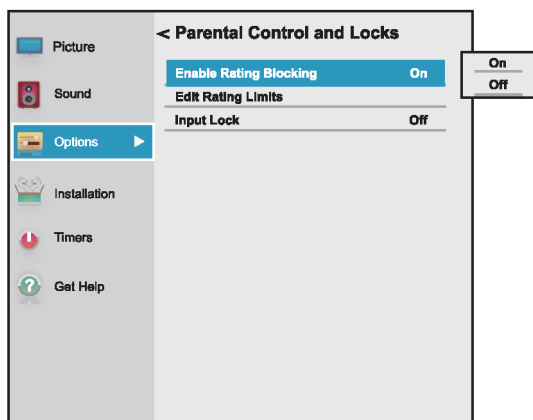 Picture
Sound
Options
Installation
Timers
Get Help
< Parental Control and Locks
Enable Rating Blocking On
Edit Rating Limits
Input Lock Off
On
Off